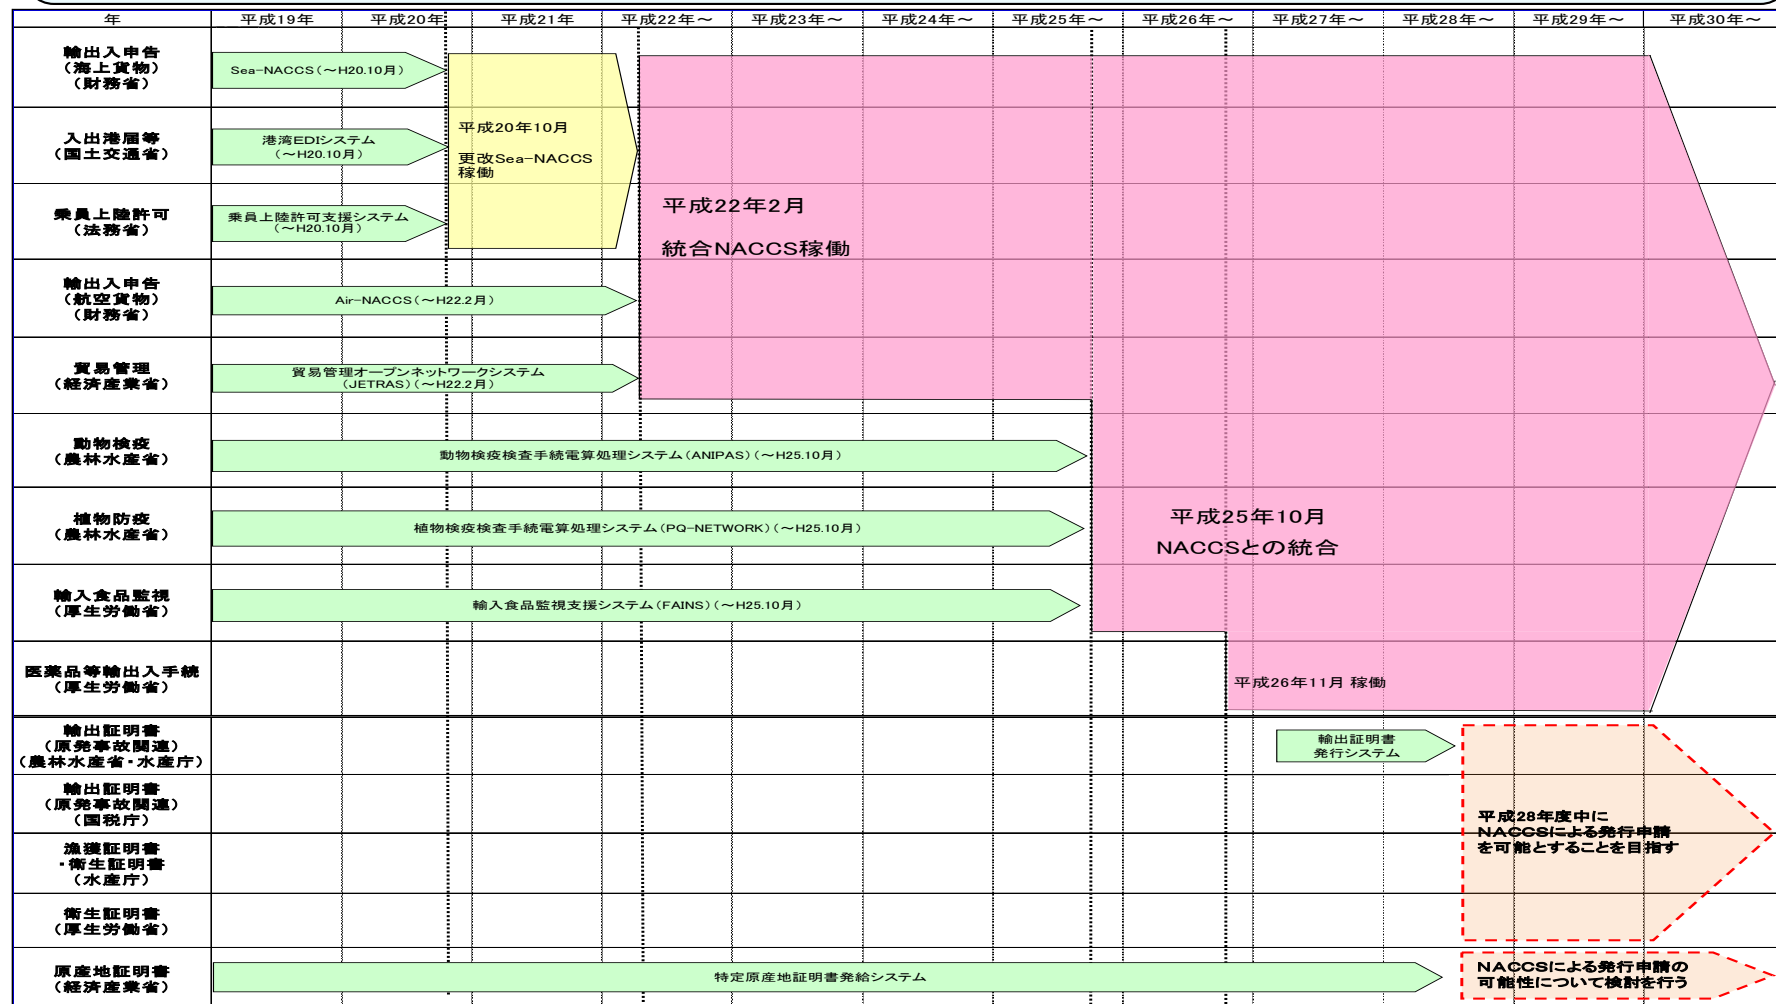 年 平成19年 平成20年 平成21年 平成22年～ 平成23年～ 平成24年～ 平成25年～ 平成26年～ 平成27年～ 平成28年～ 平成29年～ 平成30年～
輸出入申告
（海上貨物）
（財務省）
Sea-NACCS（～H20.10月）
入出港届等
（国土交通省）
港湾EDIシステム
（～H20.10月）
乗員上陸許可
（法務省）
乗員上陸許可支援システム
（～H20.10月）
平成20年10月
更改Sea-NACCS
稼働
平成22年2月
統合NACCS稼働
輸出入申告
（航空貨物）
（財務省）
Air-NACCS（～H22.2月）
貿易管理
（経済産業省）
貿易管理オープンネットワークシステム
（JETRAS）（～H22.2月）
動物検疫
（農林水産省）
動物検疫検査手続電算処理システム（ANIPAS）（～H25.10月）
植物防疫
（農林水産省）
植物検疫検査手続電算処理システム（PQ-NETWORK）（～H25.10月）
平成25年10月
NACCSとの統合
輸入食品監視
（厚生労働省）
輸入食品監視支援システム（FAINS）（～H25.10月）
医薬品等輸出入手続
（厚生労働省）
平成26年11月 稼働
輸出証明書
（原発事故関連）
（農林水産省・水産庁）
輸出証明書
発行システム
輸出証明書
（原発事故関連）
（国税庁）
漁獲証明書
・衛生証明書
（水産庁）
衛生証明書
（厚生労働省）
平成28年度中に
NACCSによる発行申請
を可能とすることを目指す
原産地証明書
（経済産業省）
特定原産地証明書発給システム
NACCSによる発行申請の
可能性について検討を行う